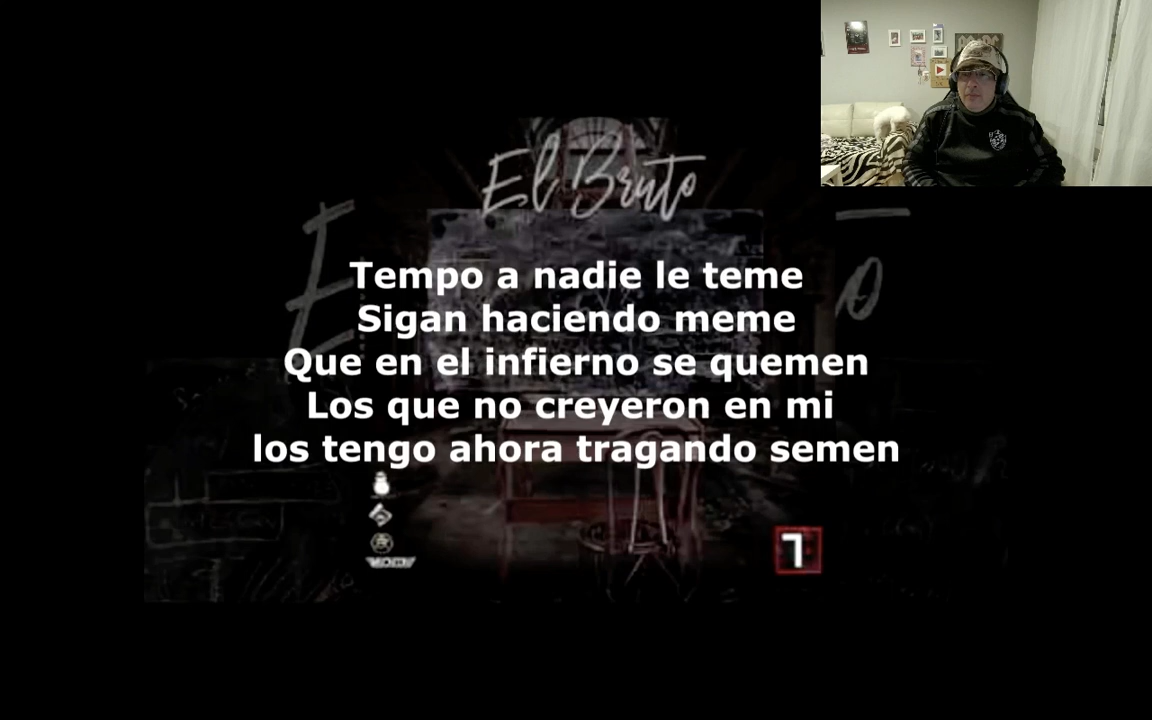 El Bruto
Tempo a nadie le teme
Sigan haciendo meme
Que en el infierno se quemen
Los que no creyeron en mi
los tengo ahora tragando semen